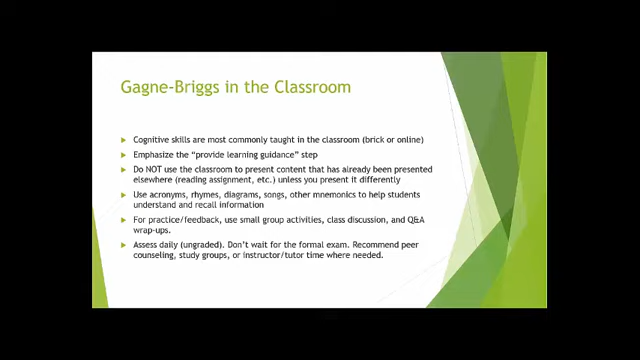 Gagne-Briggs in the Classroom
Cognitive skills are most commonly taught in the classroom (brick or online)
Emphasize the “provide learning guidance” step
Do NOT use the classroom to present content that has already been presented
elsewhere (reading assignment, etc.) unless you present it differently
Use acronyms, rhymes, diagrams, songs, other mnemonics to help students
understand and recall information
For practice/feedback, use small group activities, class discussion, and Q&A
wrap-ups.
Assess daily (ungraded). Don’t wait for the formal exam. Recommend peer
counseling, study groups, or instructor/tutor time where needed.